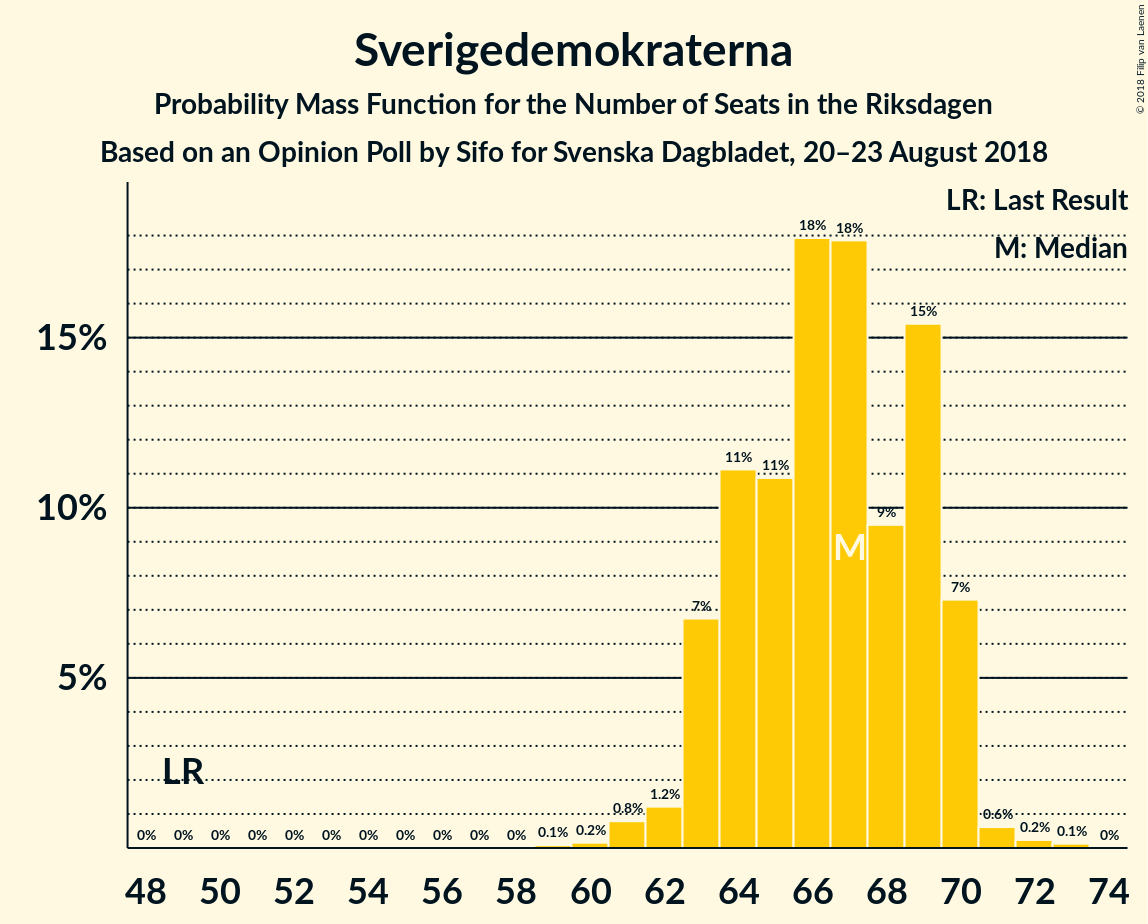 Sverigedemokraterna
Probability Mass Function for the Number of Seats in the Riksdagen
Based on an Opinion Poll by Sifo for Svenska Dagbladet, 20–23 August 2018
© 2018 Filip van Laenen
LR: Last Result
M: Median
18% 18%
15%
15%
11% 11%
10%
9%
M
7% 7%
5%
LR
0% 0% 0% 0% 0% 0% 0% 0% 0% 0% 0% 0.1% 0.2% 0.8% 1.2% 0.6% 0.2% 0.1% 0%
48 50 52 54 56 58 60 62 64 66 68 70 72 74